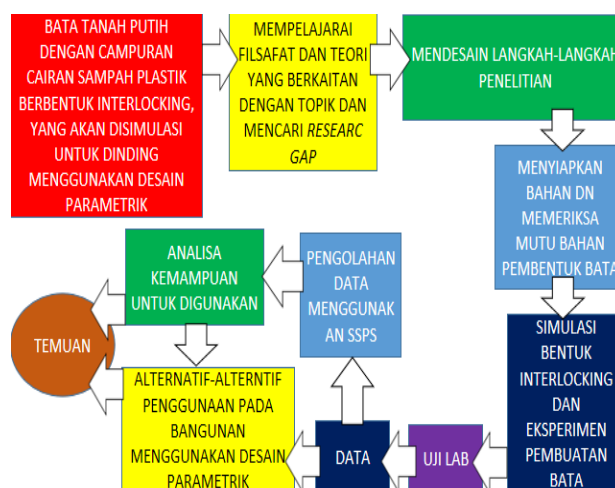 BATA TANAH PUTIH
DENGAN CAMPURAN
CAIRAN SAMPAH PLASTIK
BERBENTUK INTERLOCKING,
YANG AKAN DISIMULASI
UNTUK DINDING
MENGGUNAKAN DESAIN
PARAMETRIK
MEMPELAJARAI
FILSAFAT DAN TEORI
YANG BERKAITAN
DENGAN TOPIK DAN
MENCARI RESEARC
GAP
MENDESAIN LANGKAH-LANGKAH
PENELITIAN
MENYIAPKAN
BAHAN DN
MEMERIKSA
MUTU BAHAN
PEMBENTUK BATA
SIMULASI
BENTUK
INTERLOCKING
DAN
EKSPERIMEN
PEMBUATAN
BATA
UJI LAB
DATA
PENGOLAHAN
DATA
MENGGUNAK
AN SSPS
ANALISA
KEMAMPUAN
UNTUK DIGUNAKAN
ALTERNATIF-ALTERNTIF
PENGGUNAAN PADA
BANGUNAN
MENGGUNAKAN DESAIN
PARAMETRIK
TEMUAN